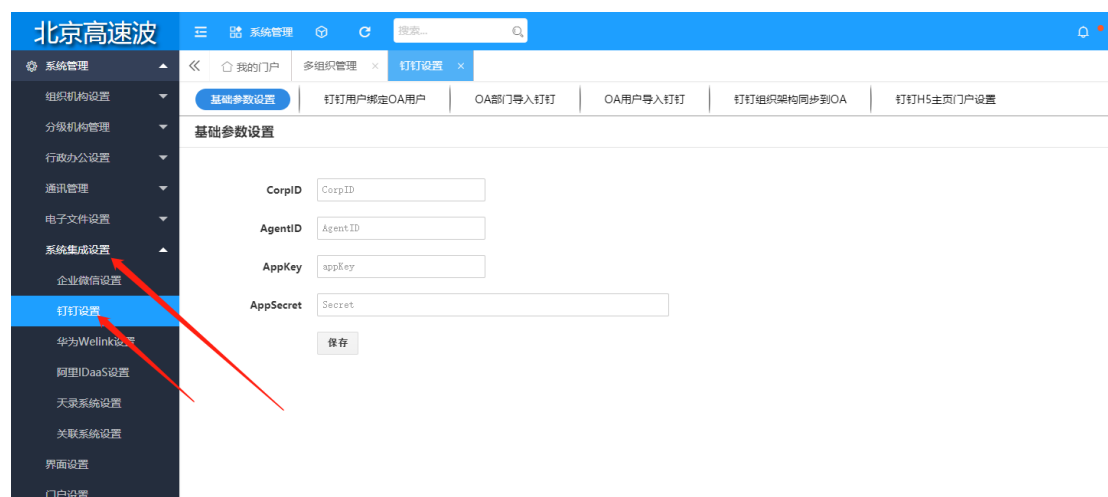 北京高速波
系统管理
搜索...
系统管理
我的门户
多组织管理 ×
钉钉设置 ×
组织机构设置
分级机构管理
行政办公设置
通讯管理
电子文件设置
系统集成设置
企业微信设置
钉钉设置
华为Welink设置
阿里IDaaS设置
天录系统设置
关联系统设置
界面设置
门户设置
基础参数设置
钉钉用户绑定OA用户
OA部门导入钉钉
OA用户导入钉钉
钉钉组织架构同步到OA
钉钉H5主页门户设置
基础参数设置
CorpID CorpID
AgentID AgentID
AppKey appKey
AppSecret Secret
保存